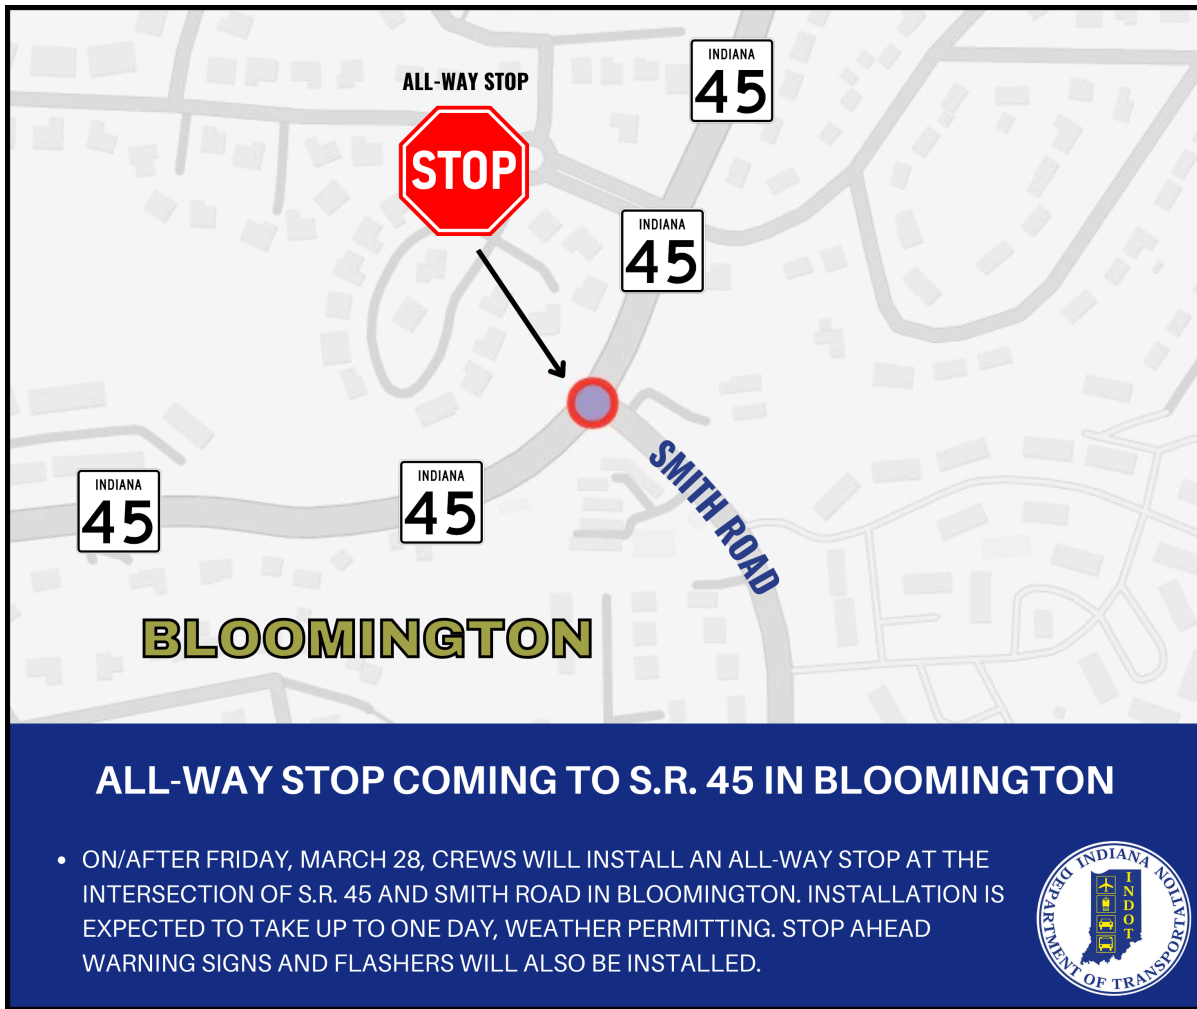 ALL-WAY STOP
STOP
INDIANA
45
INDIANA
45
INDIANA
45
INDIANA
45
SMITH ROAD
BLOOMINGTON
ALL-WAY STOP COMING TO S.R. 45 IN BLOOMINGTON
• ON/AFTER FRIDAY, MARCH 28, CREWS WILL INSTALL AN ALL-WAY STOP AT THE
INTERSECTION OF S.R. 45 AND SMITH ROAD IN BLOOMINGTON. INSTALLATION IS
EXPECTED TO TAKE UP TO ONE DAY, WEATHER PERMITTING. STOP AHEAD
WARNING SIGNS AND FLASHERS WILL ALSO BE INSTALLED.
INDIANA
DEPARTMENT OF TRANSPORTATION
INDOT